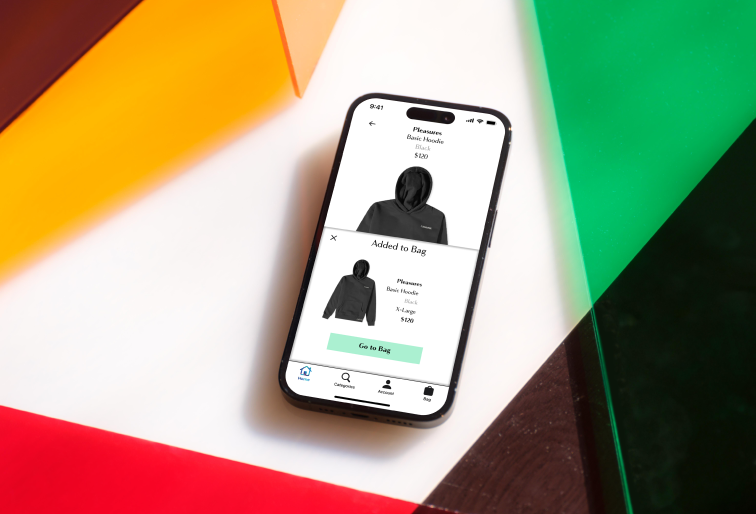 9:41
Pleasures
Basic Hoodie
Black
$120
Added to Bag
Pleasures
Basic Hoodie
Black
X-Large
$120
Go to Bag
Home
Categories
Account
Bag